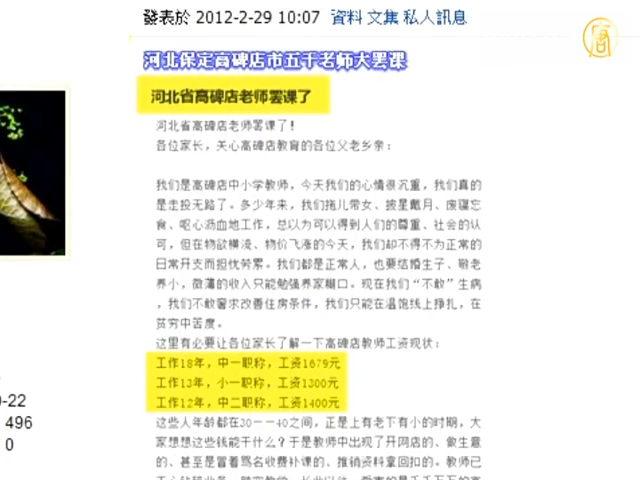 發表於 2012-2-29 10:07 資料 文集 私人訊息
唐
河北保定高碑店市五千老师大罢课
河北省高碑店老师罢课了
河北省高碑店老师罢课了！
各位家长，关心高碑店教育的各位父老乡亲：
我们是高碑店中小学教师，今天我们的心情很沉重，我们真的
是走投无路了。多少年来，我们拖儿带女、披星戴月、废寝忘
食、呕心沥血地工作，总以为可以得到人们的尊重、社会的认
可，但在物欲横流、物价飞涨的今天，我们却不得不为正常的
日常开支而担忧劳累。我们都是正常人，也要结婚生子、敬老
养小，微薄的收入只能勉强养家糊口。现在我们“不敢”生病
，我们不敢奢求改善住房条件，我们只能在温饱线上挣扎，在
贫穷中苦度。
这里有必要让各位家长了解一下高碑店教师工资现状：
工作18年，中一职称，工资1679元
工作13年，小一职称，工资1300元
工作12年，中二职称，工资1400元
这些人年龄都在30——40之间，正是上有老下有小的时期，大
家想想这些钱能干什么？于是教师中出现了开网店的、做生意
的、甚至是冒着骂名收费补课的、推销资料拿回扣的。教师已
-22
496
0